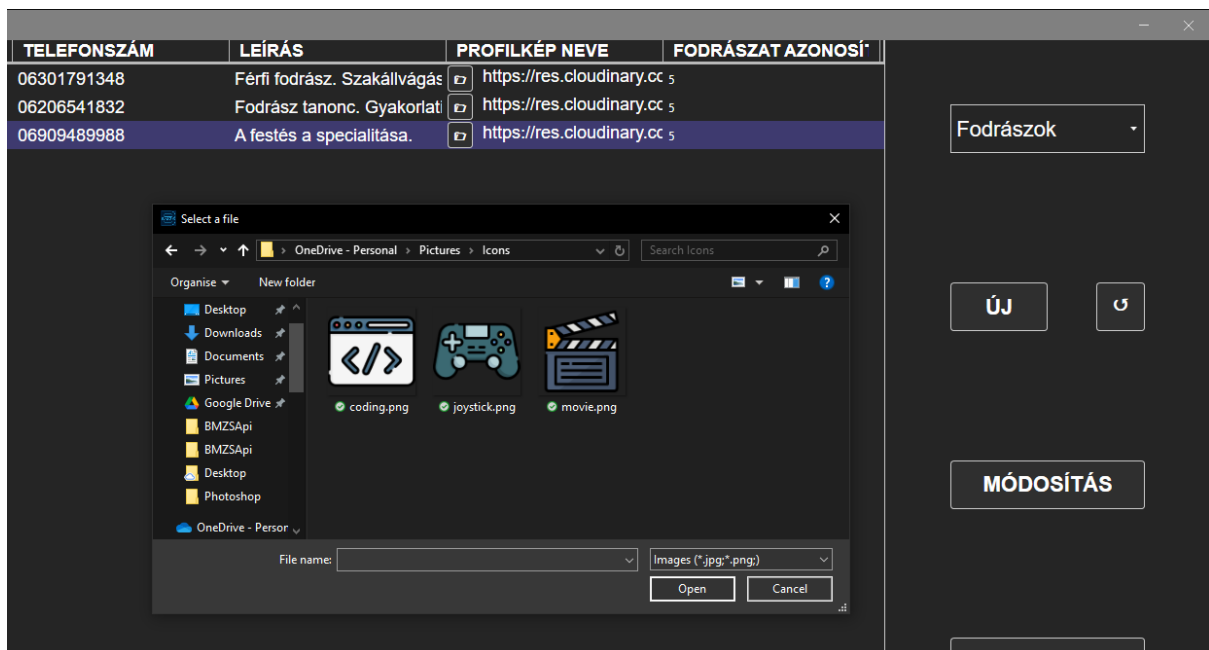 TELEFONSZÁM LEÍRÁS PROFILKÉP NEVE FODRÁSZAT AZONOSÍ
06301791348 Férfi fodrász. Szakállvágás https://res.cloudinary.cc 5
06206541832 Fodrász tanonc. Gyakorlati https://res.cloudinary.cc 5
06909489988 A festés a specialitása. https://res.cloudinary.cc 5
Fodrászok
Select a file
OneDrive - Personal > Pictures > Icons
Search Icons
Organise New folder
Desktop
Downloads
Documents
Pictures
Google Drive
BMZSApi
BMZSApi
Desktop
Photoshop
OneDrive - Person
</>
coding.png joystick.png movie.png
File name: Images (*.jpg;*.png;)
Open Cancel
ÚJ
MÓDOSÍTÁS